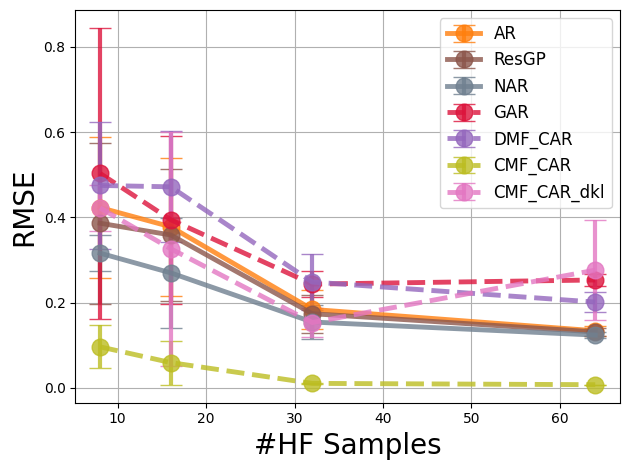 AR
ResGP
NAR
GAR
DMF_CAR
CMF_CAR
CMF_CAR_dkl
RMSE
0.8
0.6
0.4
0.2
0.0
10 20 30 40 50 60
#HF Samples